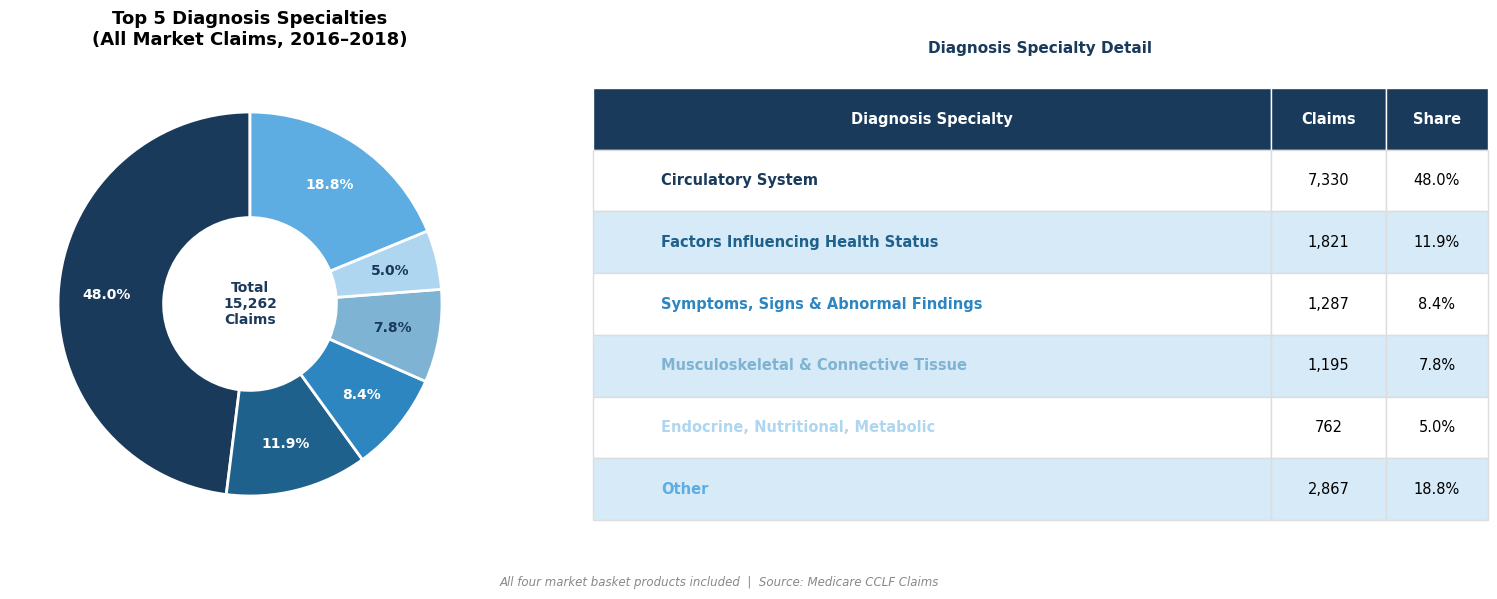 Top 5 Diagnosis Specialties
(All Market Claims, 2016–2018)
18.8%
5.0%
7.8%
8.4%
11.9%
48.0%
Total
15,262
Claims
Diagnosis Specialty Detail
Diagnosis Specialty Claims Share
Circulatory System 7,330 48.0%
Factors Influencing Health Status 1,821 11.9%
Symptoms, Signs & Abnormal Findings 1,287 8.4%
Musculoskeletal & Connective Tissue 1,195 7.8%
Endocrine, Nutritional, Metabolic 762 5.0%
Other 2,867 18.8%
All four market basket products included | Source: Medicare CCLF Claims